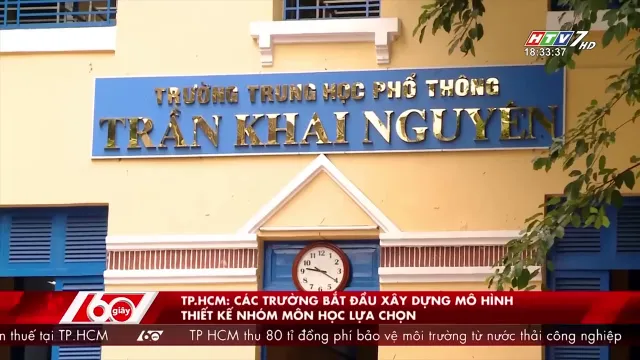 HTV7 HD
18:33:37
TRƯỜNG TRUNG HỌC PHỔ THÔNG
TRẦN KHAI NGUYÊN
60 giây
TP.HCM: CÁC TRƯỜNG BẮT ĐẦU XÂY DỰNG MÔ HÌNH
THIẾT KẾ NHÓM MÔN HỌC LỰA CHỌN
n thuế tại TP.HCM 60s TP HCM thu 80 tỉ đồng phí bảo vệ môi trường từ nước thải công nghiệp